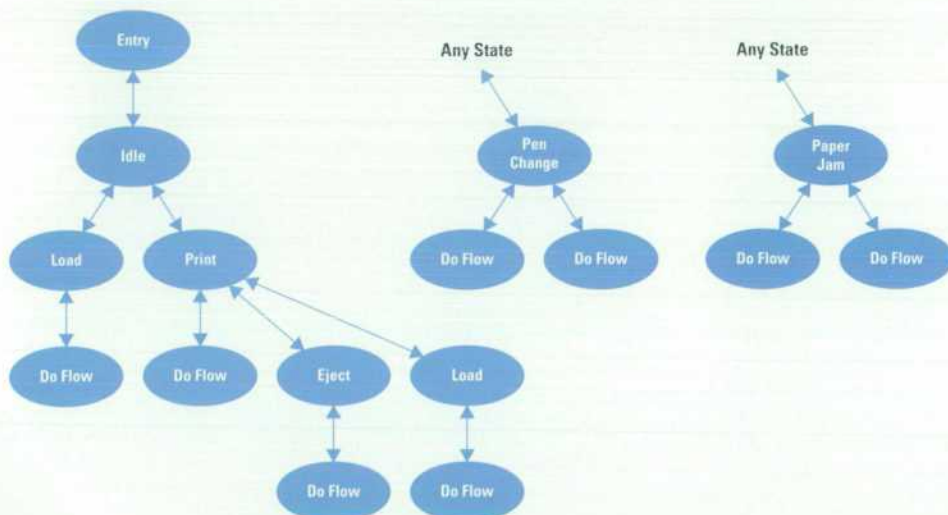 Entry
Any State
Any State
Idle
Pen
Change
Paper
Jam
Load
Print
Do Flow
Do Flow
Do Flow
Do Flow
Do Flow
Do Flow
Eject
Load
Do Flow
Do Flow